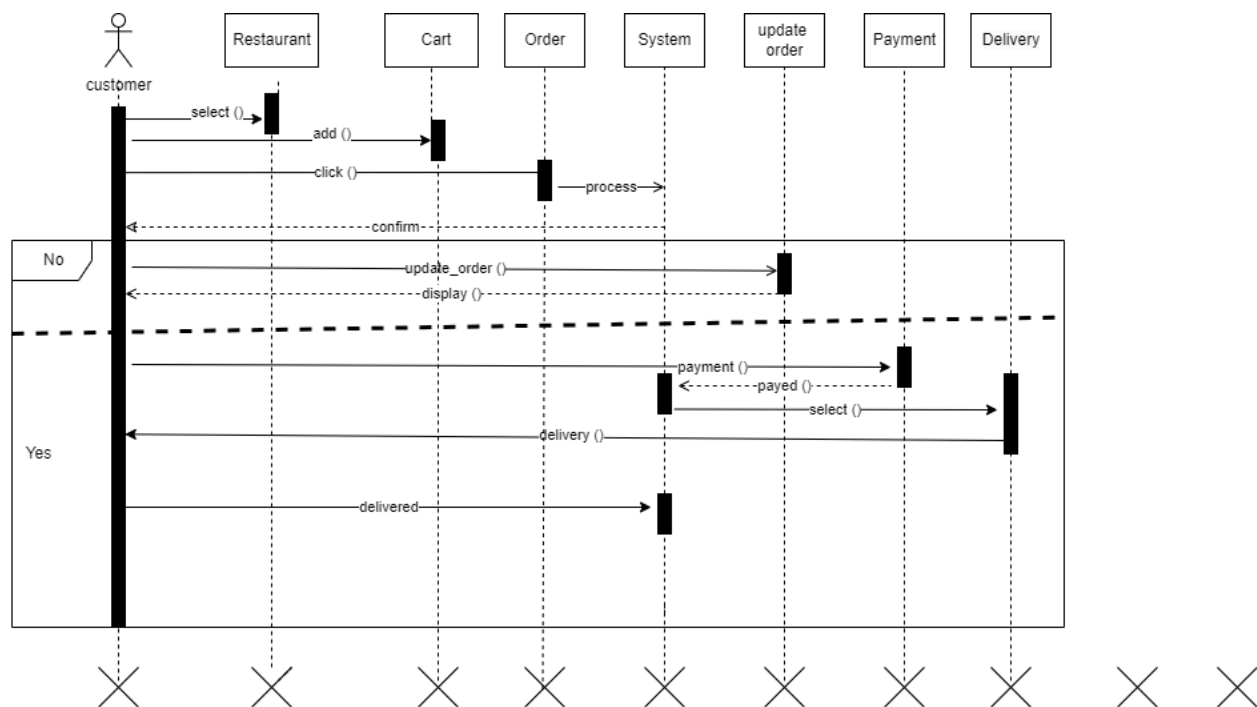 Restaurant
Cart
Order
System
update
order
Payment
Delivery
customer
select ()
add ()
click ()
process
confirm
No
update_order ()
display ()
payment ()
payed ()
select ()
delivery ()
Yes
delivered